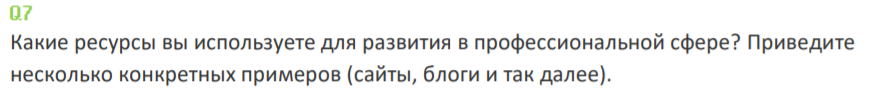 Q7
Какие ресурсы вы используете для развития в профессиональной сфере? Приведите
несколько конкретных примеров (сайты, блоги и так далее).